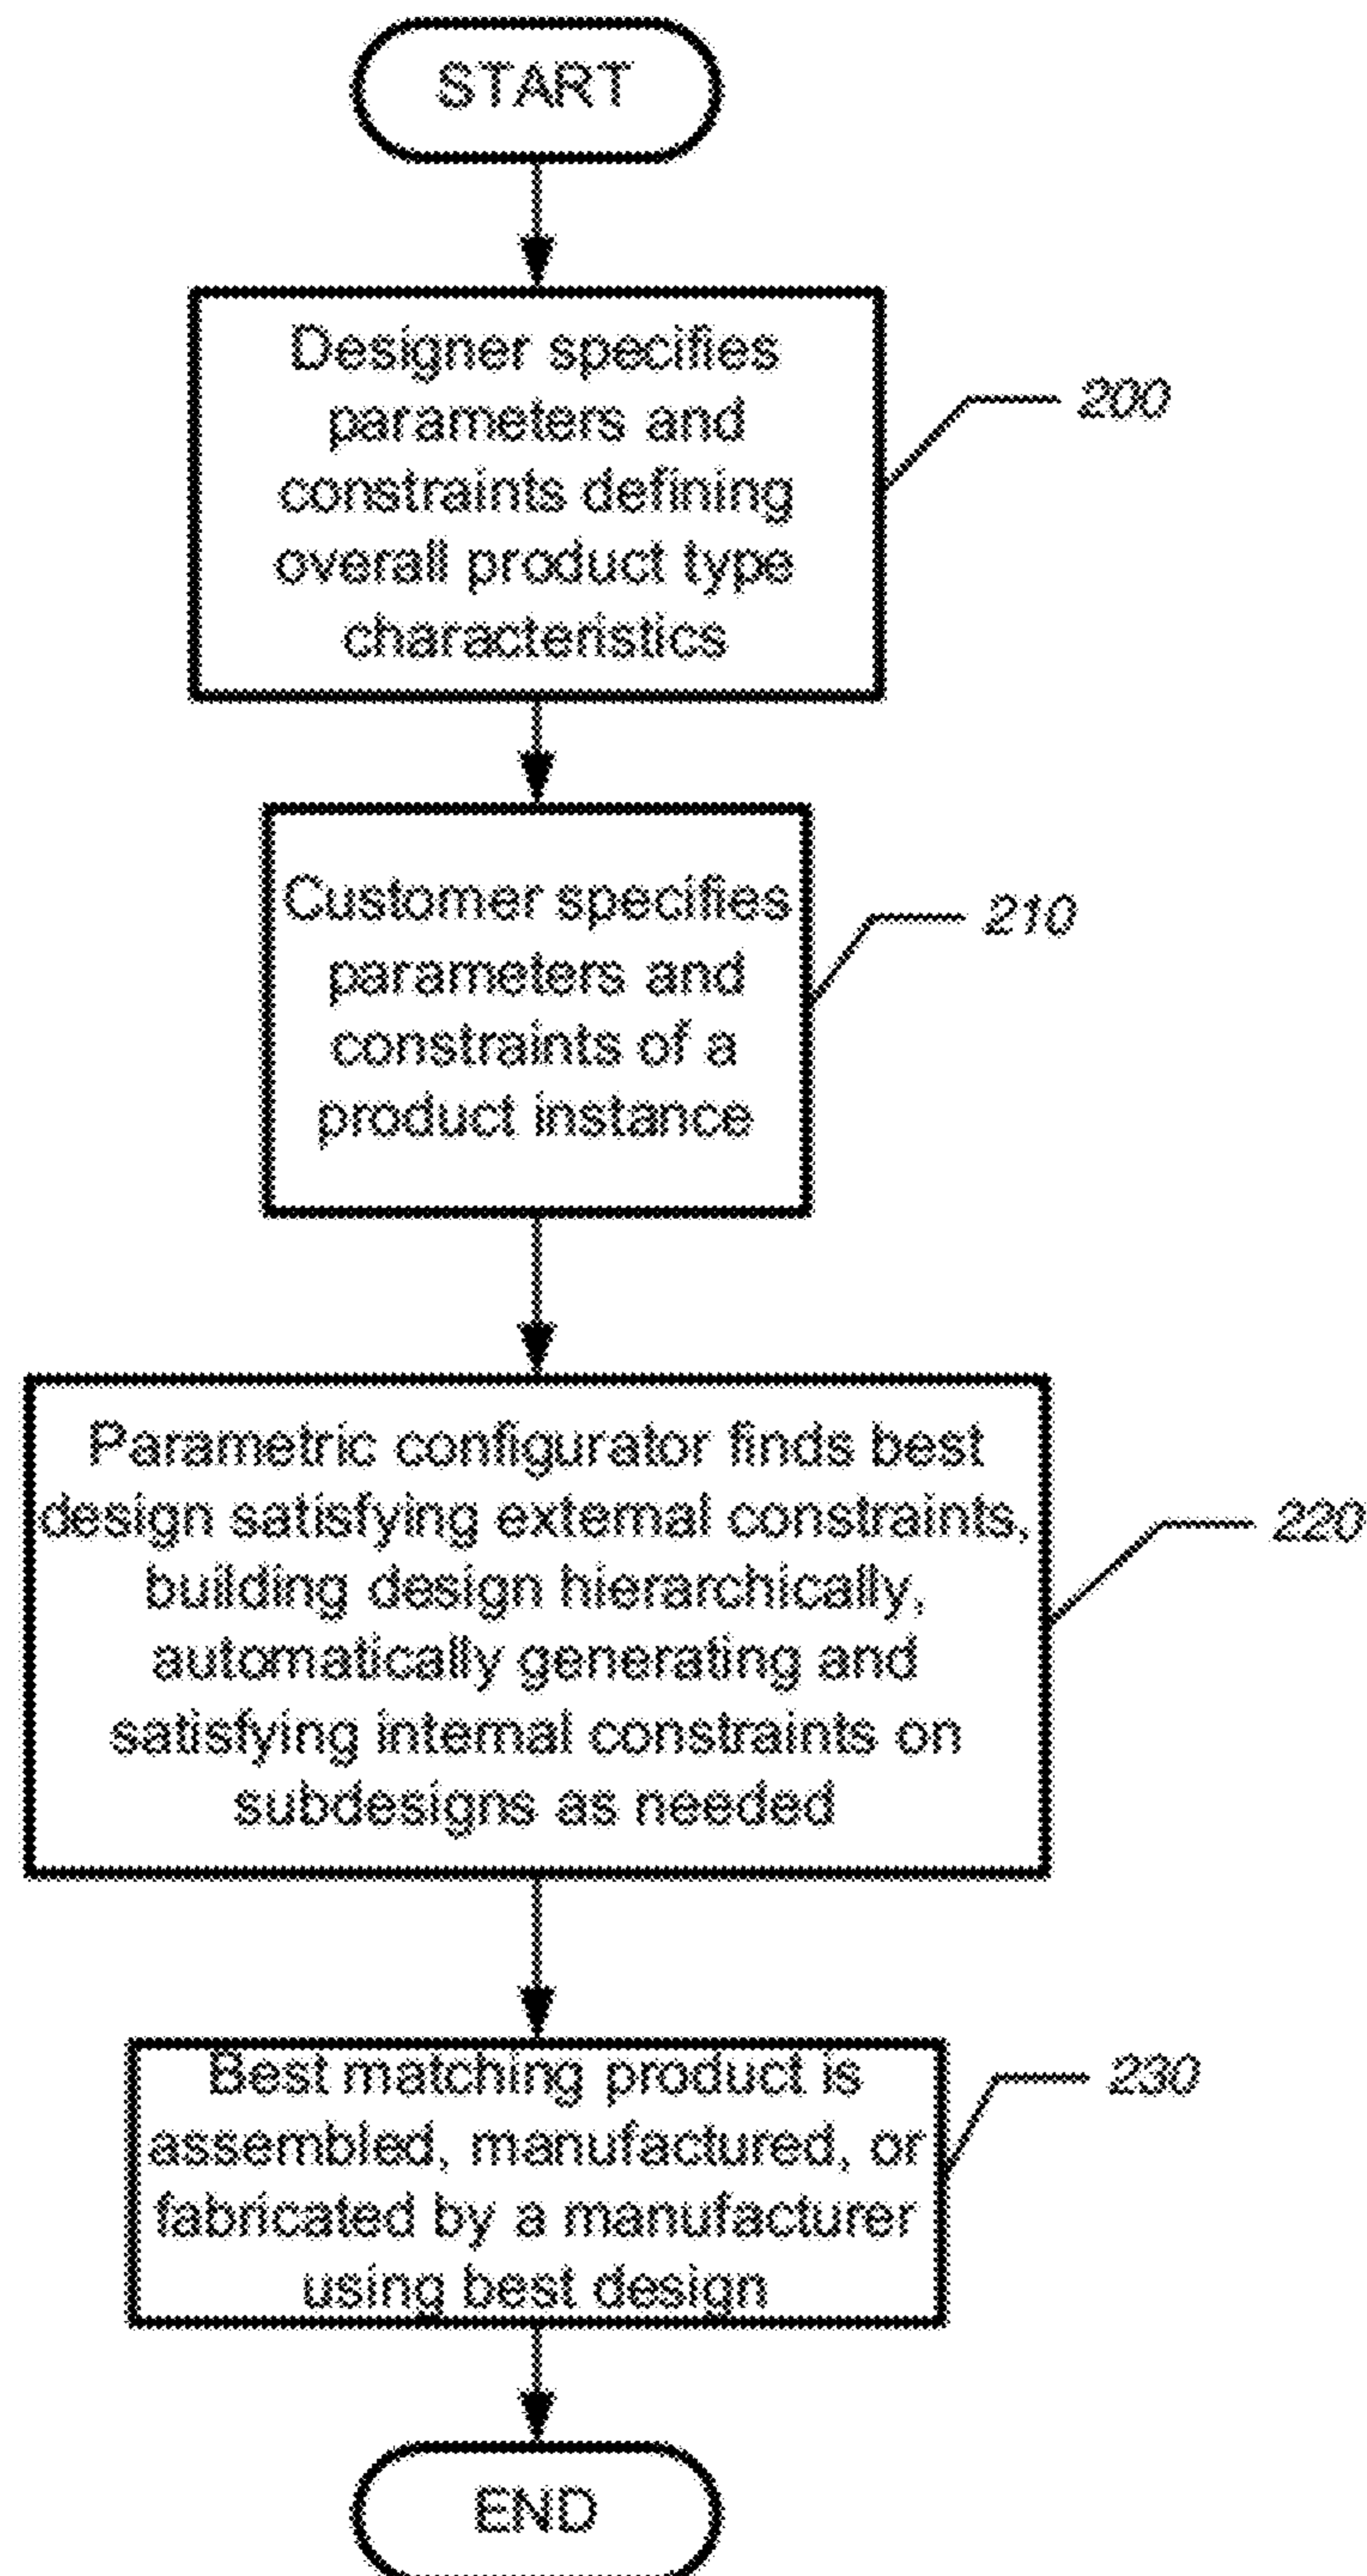 START
Designer specifies
parameters and
constraints defining
overall product type
characteristics
200
Customer specifies
parameters and
constraints of a
product instance
210
Parametric configurator finds best
design satisfying external constraints,
building design hierarchically,
automatically generating and
satisfying internal constraints on
subdesigns as needed
220
Best matching product is
assembled, manufactured, or
fabricated by a manufacturer
using best design
230
END